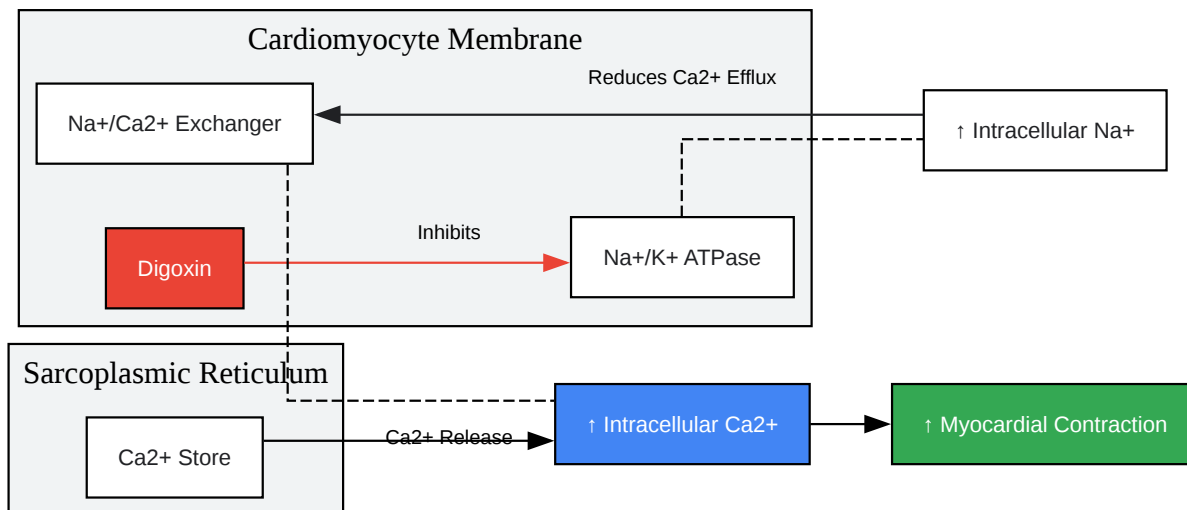 Cardiomyocyte Membrane
Reduces Ca2+ Efflux
Na+/Ca2+ Exchanger
↑ Intracellular Na+
Inhibits
Digoxin
Na+/K+ ATPase
Sarcoplasmic Reticulum
↑ Intracellular Ca2+
↑ Myocardial Contraction
Ca2+ Release
Ca2+ Store